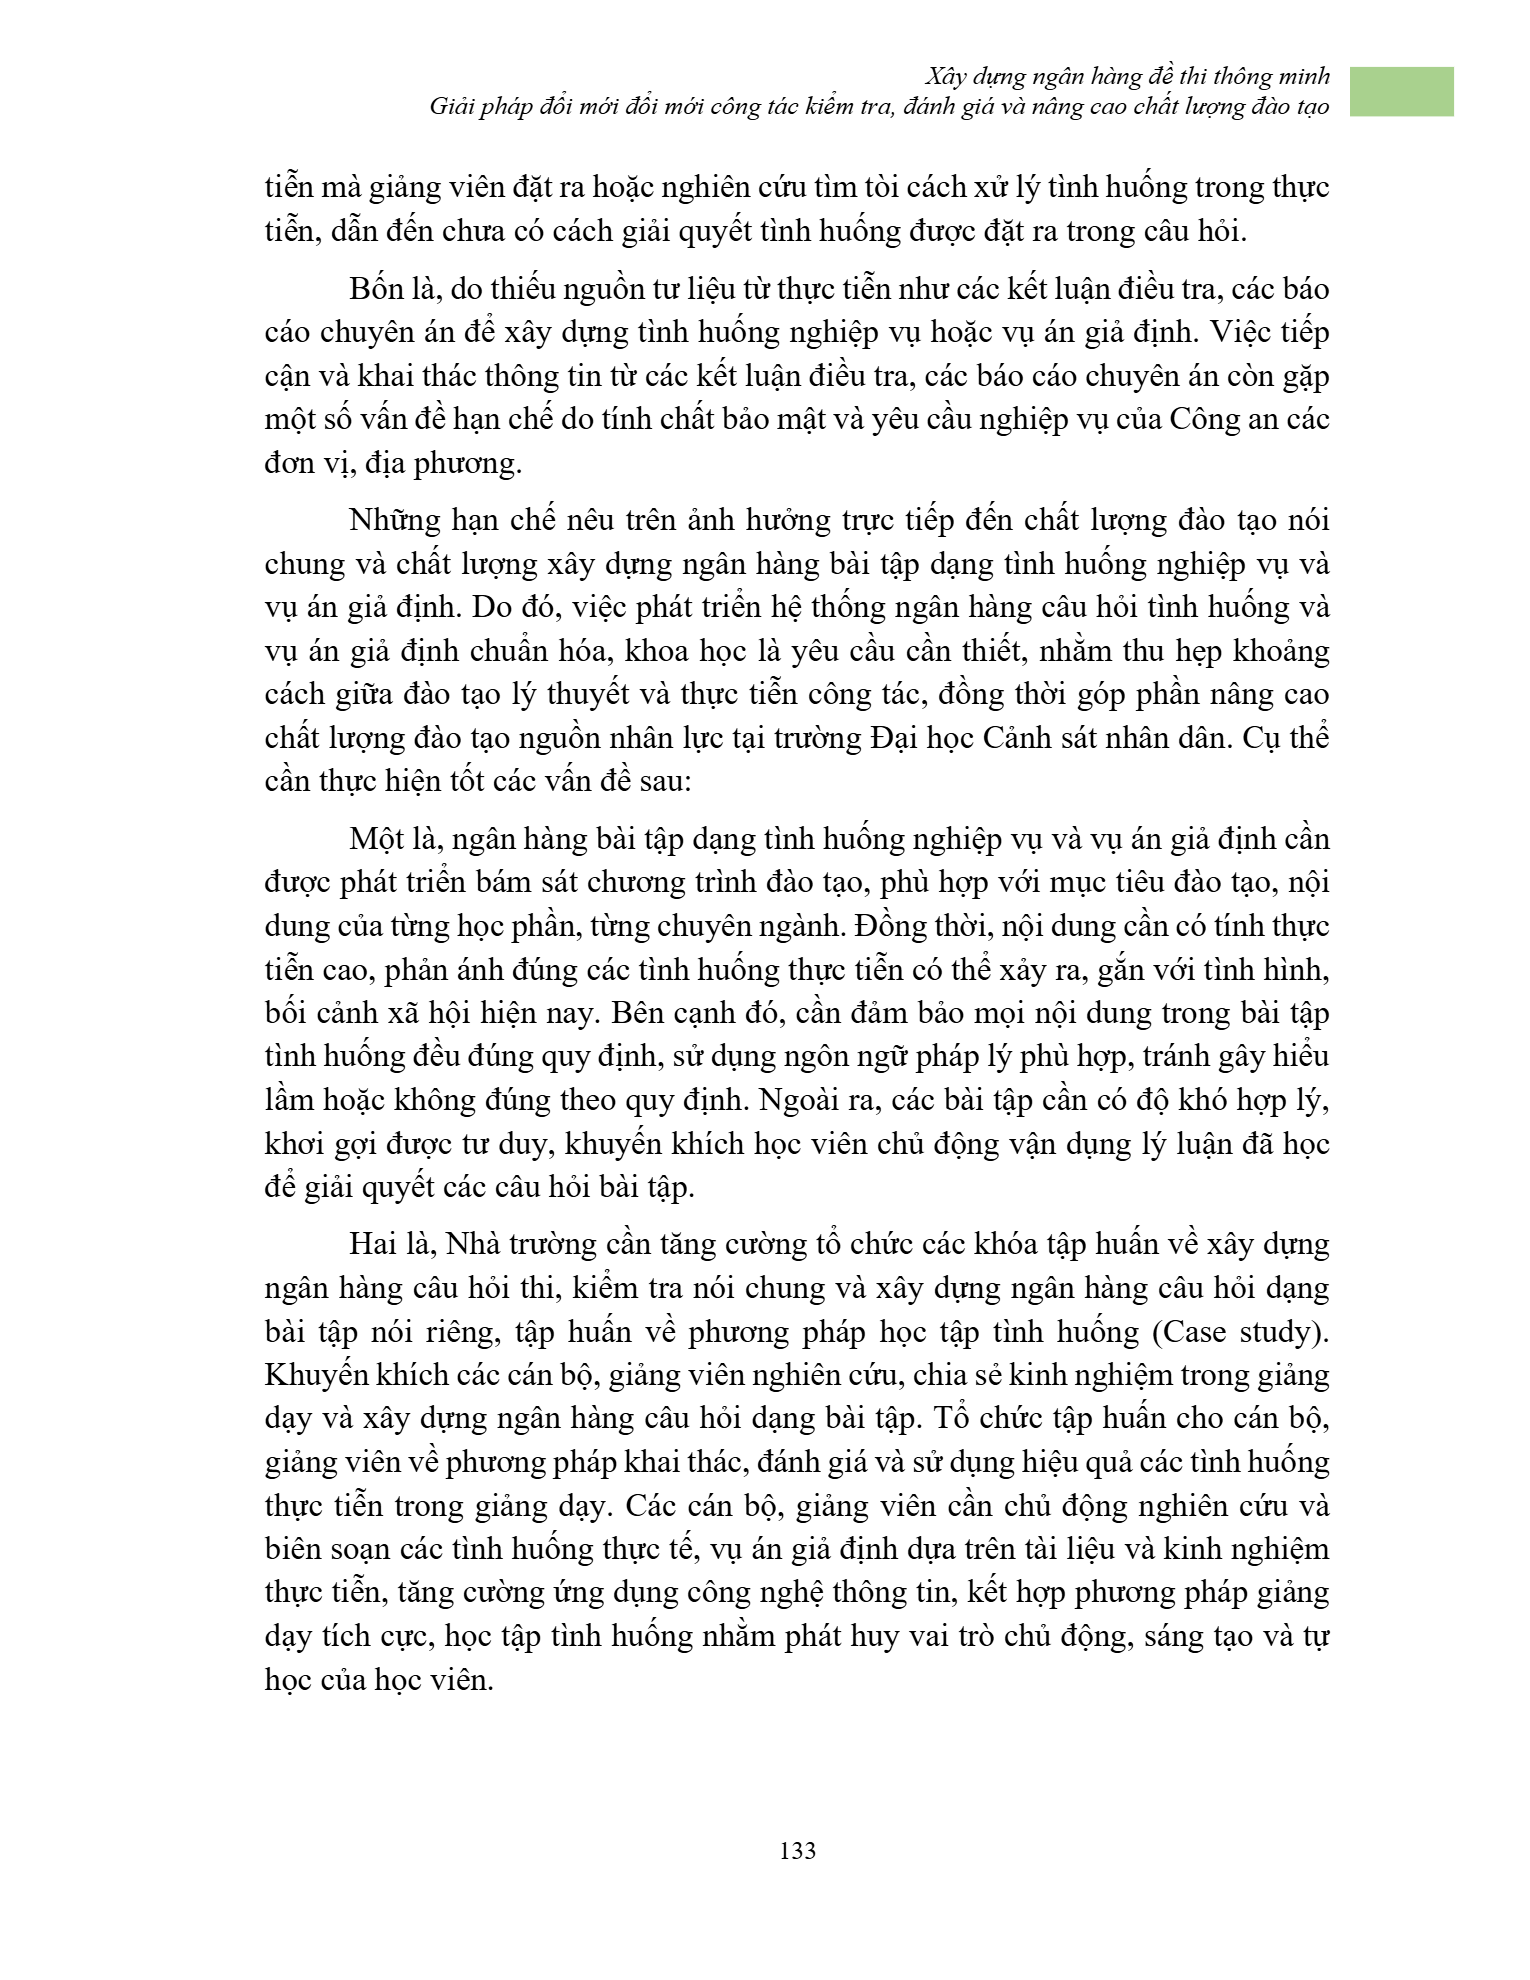 Xây dựng ngân hàng đề thi thông minh
Giải pháp đổi mới đổi mới công tác kiểm tra, đánh giá và nâng cao chất lượng đào tạo
tiễn mà giảng viên đặt ra hoặc nghiên cứu tìm tòi cách xử lý tình huống trong thực
tiễn, dẫn đến chưa có cách giải quyết tình huống được đặt ra trong câu hỏi.
Bốn là, do thiếu nguồn tư liệu từ thực tiễn như các kết luận điều tra, các báo
cáo chuyên án để xây dựng tình huống nghiệp vụ hoặc vụ án giả định. Việc tiếp
cận và khai thác thông tin từ các kết luận điều tra, các báo cáo chuyên án còn gặp
một số vấn đề hạn chế do tính chất bảo mật và yêu cầu nghiệp vụ của Công an các
đơn vị, địa phương.
Những hạn chế nêu trên ảnh hưởng trực tiếp đến chất lượng đào tạo nói
chung và chất lượng xây dựng ngân hàng bài tập dạng tình huống nghiệp vụ và
vụ án giả định. Do đó, việc phát triển hệ thống ngân hàng câu hỏi tình huống và
vụ án giả định chuẩn hóa, khoa học là yêu cầu cần thiết, nhằm thu hẹp khoảng
cách giữa đào tạo lý thuyết và thực tiễn công tác, đồng thời góp phần nâng cao
chất lượng đào tạo nguồn nhân lực tại trường Đại học Cảnh sát nhân dân. Cụ thể
cần thực hiện tốt các vấn đề sau:
Một là, ngân hàng bài tập dạng tình huống nghiệp vụ và vụ án giả định cần
được phát triển bám sát chương trình đào tạo, phù hợp với mục tiêu đào tạo, nội
dung của từng học phần, từng chuyên ngành. Đồng thời, nội dung cần có tính thực
tiễn cao, phản ánh đúng các tình huống thực tiễn có thể xảy ra, gắn với tình hình,
bối cảnh xã hội hiện nay. Bên cạnh đó, cần đảm bảo mọi nội dung trong bài tập
tình huống đều đúng quy định, sử dụng ngôn ngữ pháp lý phù hợp, tránh gây hiểu
lầm hoặc không đúng theo quy định. Ngoài ra, các bài tập cần có độ khó hợp lý,
khơi gợi được tư duy, khuyến khích học viên chủ động vận dụng lý luận đã học
để giải quyết các câu hỏi bài tập.
Hai là, Nhà trường cần tăng cường tổ chức các khóa tập huấn về xây dựng
ngân hàng câu hỏi thi, kiểm tra nói chung và xây dựng ngân hàng câu hỏi dạng
bài tập nói riêng, tập huấn về phương pháp học tập tình huống (Case study).
Khuyến khích các cán bộ, giảng viên nghiên cứu, chia sẻ kinh nghiệm trong giảng
dạy và xây dựng ngân hàng câu hỏi dạng bài tập. Tổ chức tập huấn cho cán bộ,
giảng viên về phương pháp khai thác, đánh giá và sử dụng hiệu quả các tình huống
thực tiễn trong giảng dạy. Các cán bộ, giảng viên cần chủ động nghiên cứu và
biên soạn các tình huống thực tế, vụ án giả định dựa trên tài liệu và kinh nghiệm
thực tiễn, tăng cường ứng dụng công nghệ thông tin, kết hợp phương pháp giảng
dạy tích cực, học tập tình huống nhằm phát huy vai trò chủ động, sáng tạo và tự
học của học viên.
133